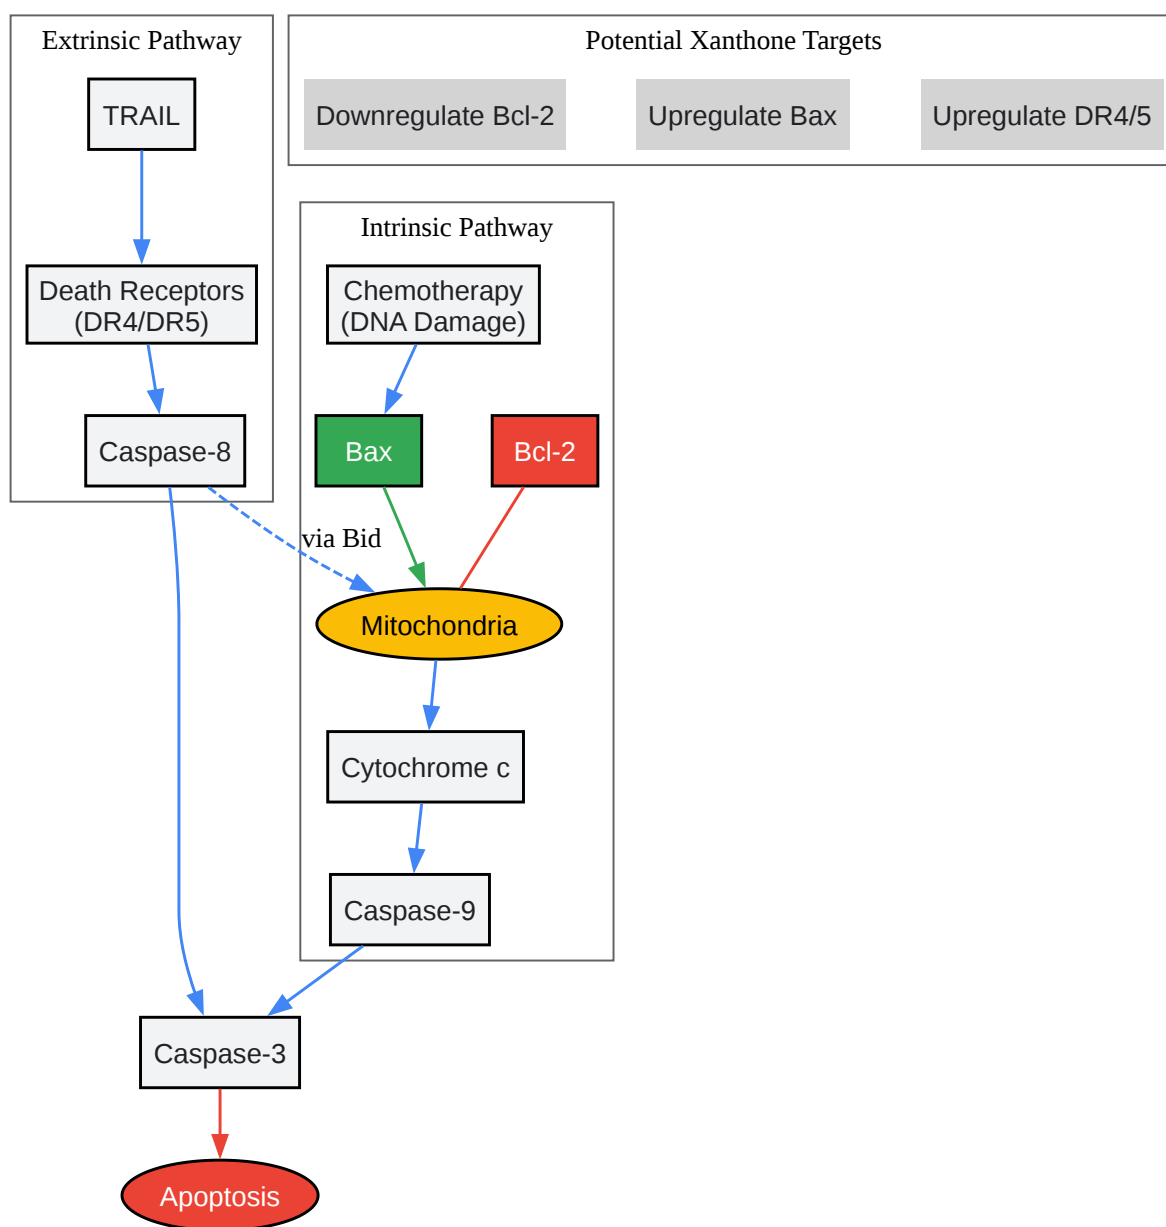 Extrinsic Pathway
TRAIL
Death Receptors
(DR4/DR5)
Caspase-8
Potential Xanthone Targets
Downregulate Bcl-2
Upregulate Bax
Upregulate DR4/5
Intrinsic Pathway
Chemotherapy
(DNA Damage)
Bax
Bcl-2
via Bid
Mitochondria
Cytochrome c
Caspase-9
Caspase-3
Apoptosis